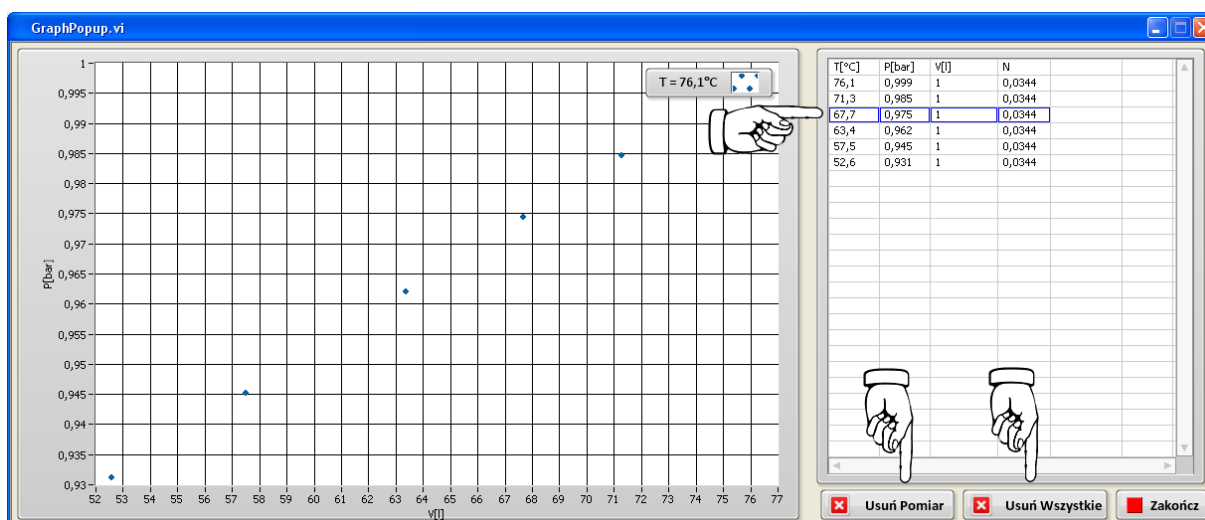 GraphPopup.vi
T = 76,1°C
1
0,995
0,99
0,985
0,98
0,975
0,97
0,965
0,96
0,955
0,95
0,945
0,94
0,935
0,93
P[bar]
52 53 54 55 56 57 58 59 60 61 62 63 64 65 66 67 68 69 70 71 72 73 74 75 76 77
V[l]
T[°C] P[bar] V[l] N
76,1 0,999 1 0,0344
71,3 0,985 1 0,0344
67,7 0,975 1 0,0344
63,4 0,962 1 0,0344
57,5 0,945 1 0,0344
52,6 0,931 1 0,0344
Usuń Pomiar Usuń Wszystkie Zakończ